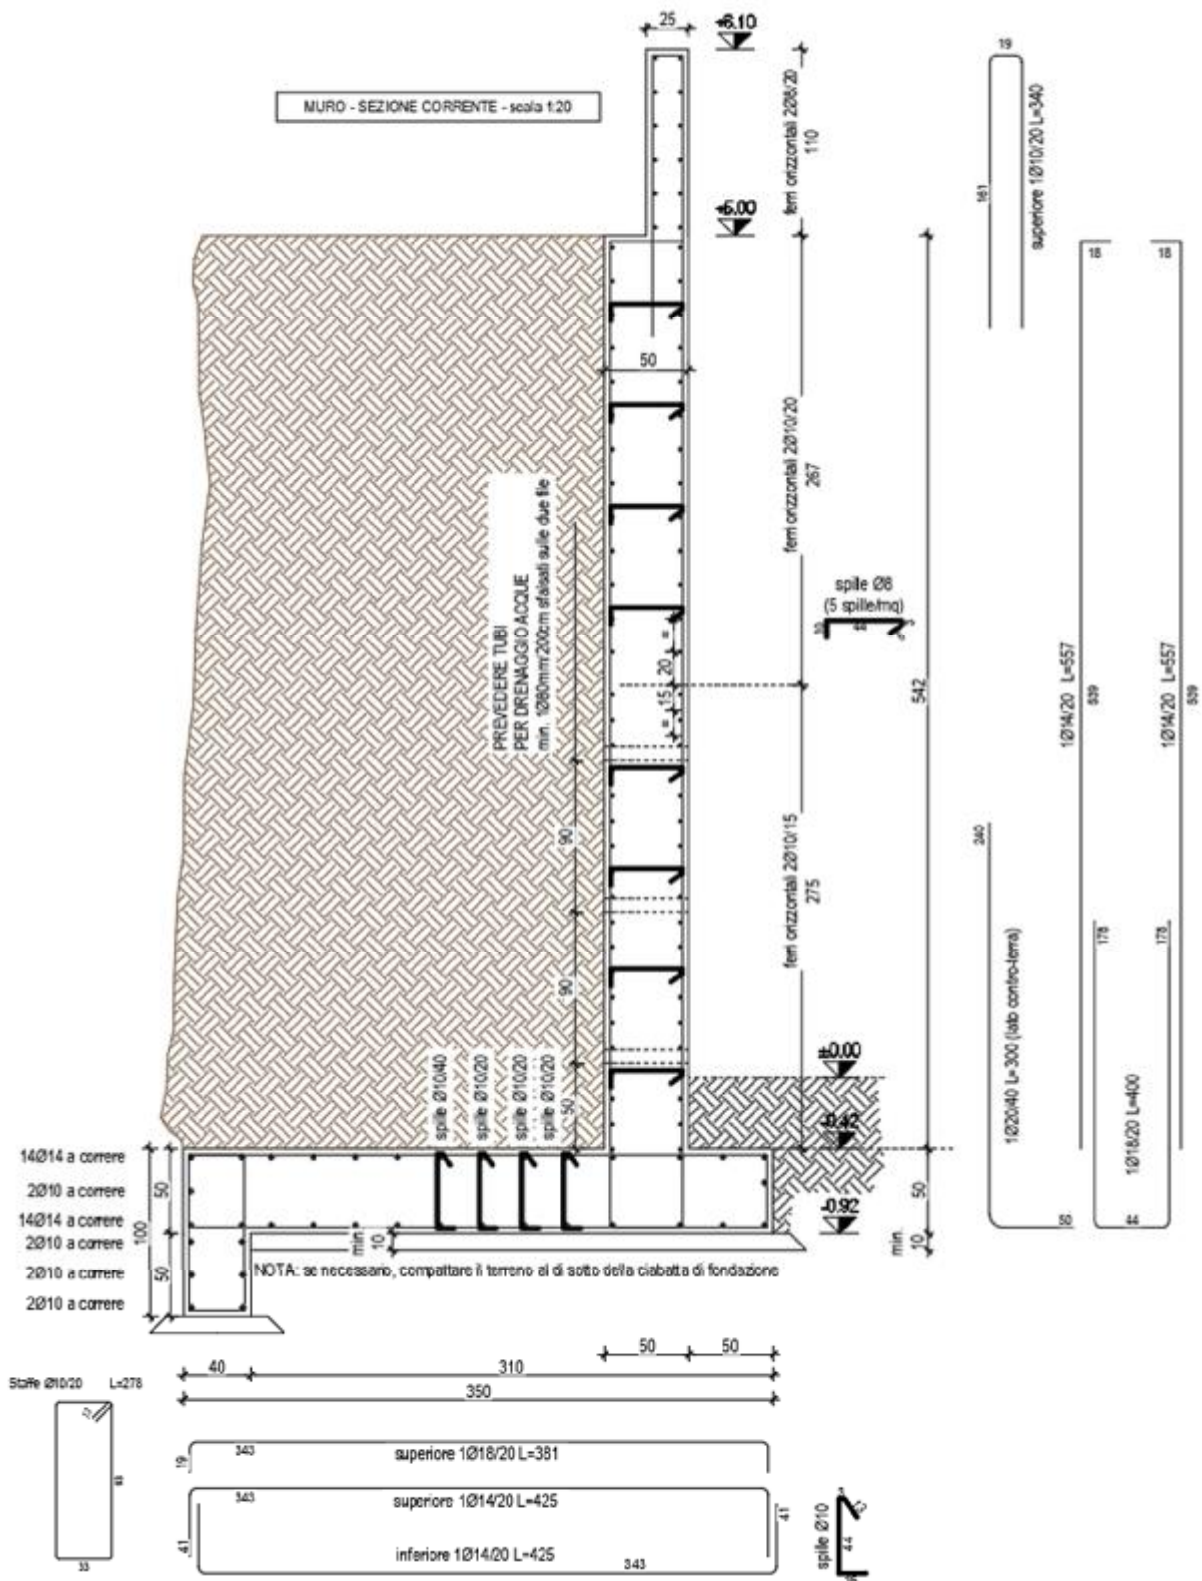 25
+6.10
19
MURO - SEZIONE CORRENTE - scala 1:20
ferri orizzontali 2Ø8/20
110
161
superiore 1Ø10/20 L=340
+5.00
18
18
50
ferri orizzontali 2Ø10/20
267
PREVEDERE TUBI
PER DRENAGGIO ACQUE
min. 1Ø80mm/200cm sfalsati sulle due file
spille Ø8
(5 spille/mq)
10
44
=
20
15
=
542
1Ø14/20 L=557
539
1Ø14/20 L=557
539
90
ferri orizzontali 2Ø10/15
275
240
1Ø20/40 L=300 (lato contro-terra)
178
178
90
1Ø18/20 L=400
±0.00
spille Ø10/40
spille Ø10/20
spille Ø10/20
spille Ø10/20
50
-0.42
14Ø14 a correre
2Ø10 a correre
14Ø14 a correre
2Ø10 a correre
2Ø10 a correre
2Ø10 a correre
100
50
50
min.
10
50
-0.92
min.
10
50
44
NOTA: se necessario, compattare il terreno al di sotto della ciabatta di fondazione
50
50
40
310
350
Staffe Ø10/20 L=278
33
343
superiore 1Ø18/20 L=381
19
343
superiore 1Ø14/20 L=425
41
41
inferiore 1Ø14/20 L=425
343
spille Ø10
44
12